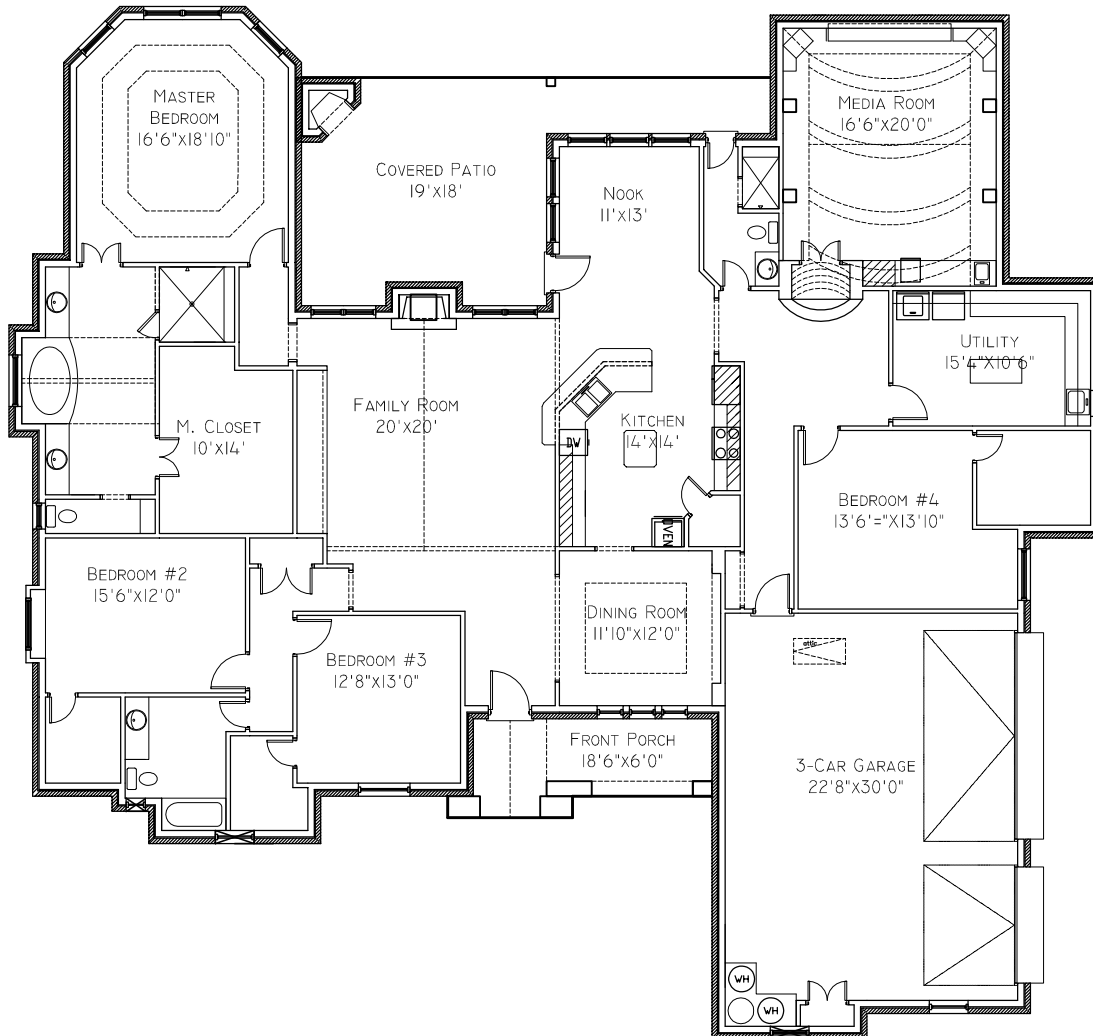 MASTER
BEDROOM
16'6"X18'10"
MEDIA ROOM
16'6"X20'0"
COVERED PATIO
19'X18'
NOOK
11'X13'
UTILITY
15'4"X10'6"
FAMILY ROOM
20'X20'
M. CLOSET
10'X14'
KITCHEN
14'X14'
DW
OVEN
BEDROOM #4
13'6'="X13'10"
BEDROOM #2
15'6"X12'0"
DINING ROOM
11'10"X12'0"
BEDROOM #3
12'8"X13'0"
attic
FRONT PORCH
18'6"X6'0"
3-CAR GARAGE
22'8"X30'0"
WH
WH